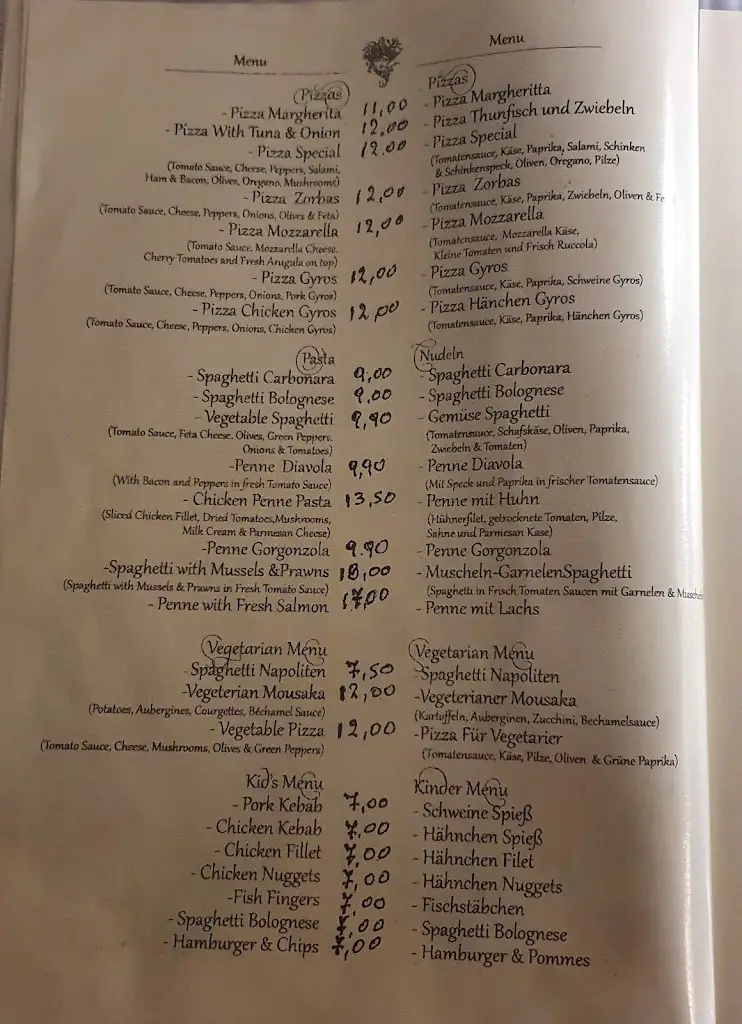 Menu
Pizzas
- Pizza Margherita 11,00
- Pizza With Tuna & Onion 12,00
- Pizza Special 12.00
(Tomato Sauce, Cheese, Peppers, Salami,
Ham & Bacon, Olives, Oregano, Mushrooms)
- Pizza Zorbas 12,00
(Tomato Sauce, Cheese, Peppers, Onions, Olives & Feta)
- Pizza Mozzarella 12,00
(Tomato Sauce, Mozzarella Cheese,
Cherry Tomatoes and Fresh Arugula on top)
- Pizza Gyros 12,00
(Tomato Sauce, Cheese, Peppers, Onions, Pork Gyros)
- Pizza Chicken Gyros 12,00
(Tomato Sauce, Cheese, Peppers, Onions, Chicken Gyros)
Pasta
- Spaghetti Carbonara 9,00
- Spaghetti Bolognese 9,00
- Vegetable Spaghetti 9,90
(Tomato Sauce, Feta Cheese, Olives, Green Peppers,
Onions & Tomatoes)
-Penne Diavola 9,90
(With Bacon and Peppers in fresh Tomato Sauce)
- Chicken Penne Pasta 13,50
(Sliced Chicken Fillet, Dried Tomatoes,Mushrooms,
Milk Cream & Parmesan Cheese)
-Penne Gorgonzola 9.90
-Spaghetti with Mussels &Prawns 18,00
(Spaghetti with Mussels & Prawns in Fresh Tomato Sauce)
- Penne with Fresh Salmon 17,00
Vegetarian Menu
-Spaghetti Napoliten 7,50
-Vegeterian Mousaka 12,00
(Potatoes, Aubergines, Courgettes, Béchamel Sauce)
- Vegetable Pizza 12,00
(Tomato Sauce, Cheese, Mushrooms, Olives & Green Peppers)
Kid's Menu
- Pork Kebab 7,00
- Chicken Kebab 7,00
- Chicken Fillet 7,00
- Chicken Nuggets 7,00
-Fish Fingers 7,00
- Spaghetti Bolognese 7,00
- Hamburger & Chips 7,00
Menu
Pizzas
- Pizza Margheritta
- Pizza Thunfisch und Zwiebeln
- Pizza Special
(Tomatensauce, Käse, Paprika, Salami, Schinken
& Schinkenspeck, Oliven, Oregano, Pilze)
- Pizza Zorbas
(Tomatensauce, Käse, Paprika, Zwiebeln, Oliven & Fe
- Pizza Mozzarella
(Tomatensauce, Mozzarella Käse,
Kleine Tomaten und Frisch Ruccola)
- Pizza Gyros
(Tomatensauce, Käse, Paprika, Schweine Gyros)
- Pizza Hänchen Gyros
(Tomatensauce, Käse, Paprika, Hänchen Gyros)
Nudeln
- Spaghetti Carbonara
- Spaghetti Bolognese
- Gemüse Spaghetti
(Tomatensauce, Schafskäse, Oliven, Paprika,
Zwiebeln & Tomaten)
- Penne Diavola
(Mit Speck und Paprika in frischer Tomatensauce)
- Penne mit Huhn
(Hühnerfilet, getrocknete Tomaten, Pilze,
Sahne und Parmesan Kase)
- Penne Gorgonzola
- Muscheln-GarnelenSpaghetti
(Spaghetti in Frisch Tomaten Saucen mit Garnelen & Muscheln
- Penne mit Lachs
Vegetarian Menu
-Spaghetti Napoliten
-Vegeterianer Mousaka
(Kartuffeln, Auberginen, Zucchini, Bechamelsauce)
-Pizza Für Vegetarier
(Tomatensauce, Käse, Pilze, Oliven & Grüne Paprika)
Kinder Menu
- Schweine Spieß
- Hähnchen Spieß
- Hähnchen Filet
- Hähnchen Nuggets
- Fischstäbchen
- Spaghetti Bolognese
- Hamburger & Pommes